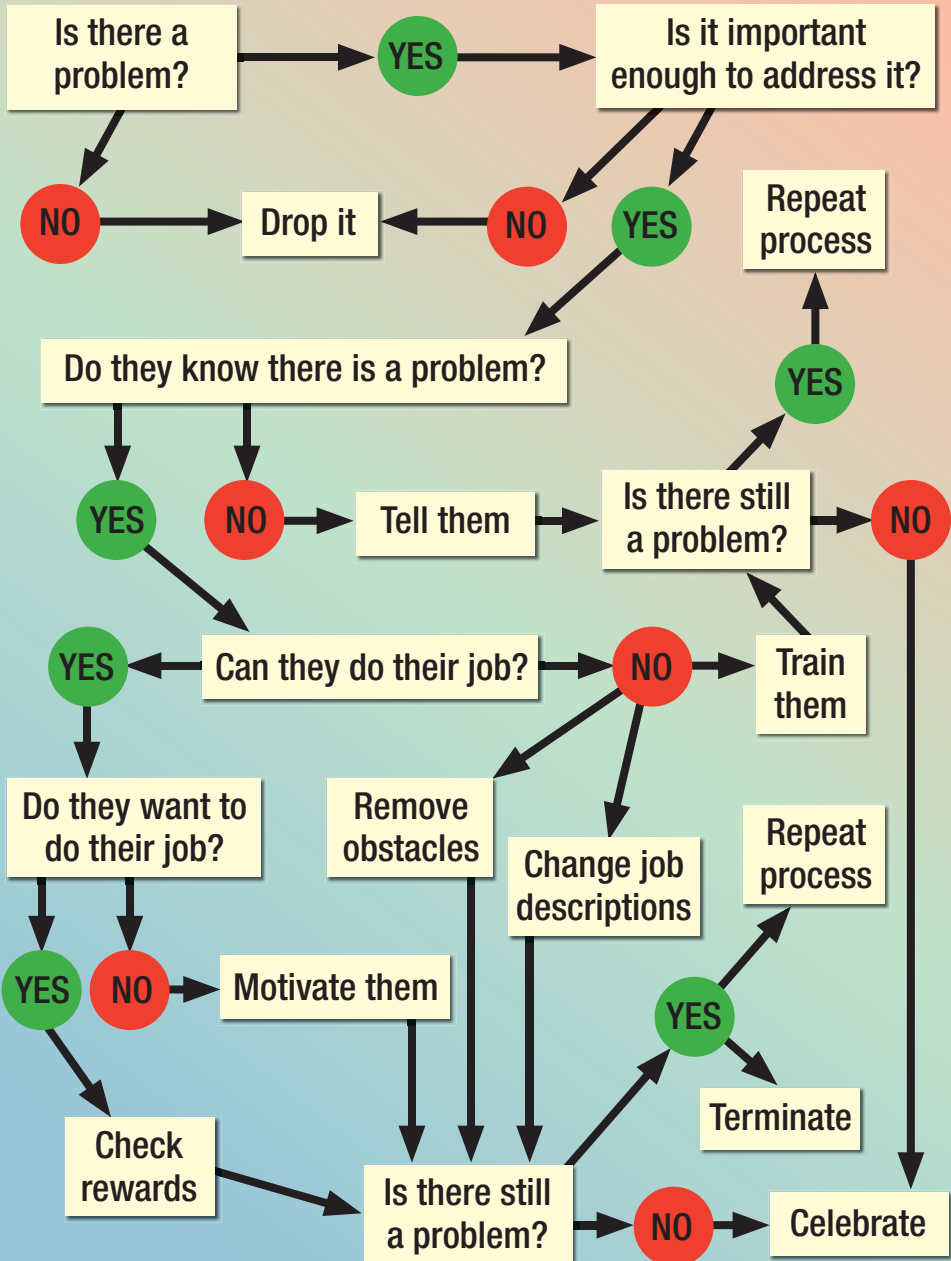 Is there a
problem?
YES
Is it important
enough to address it?
NO
Drop it
NO
YES
Repeat
process
Do they know there is a problem?
YES
YES
NO
Tell them
Is there still
a problem?
NO
YES
Can they do their job?
NO
Train
them
Do they want to
do their job?
Remove
obstacles
Change job
descriptions
Repeat
process
YES
NO
Motivate them
YES
Terminate
Check
rewards
Is there still
a problem?
NO
Celebrate